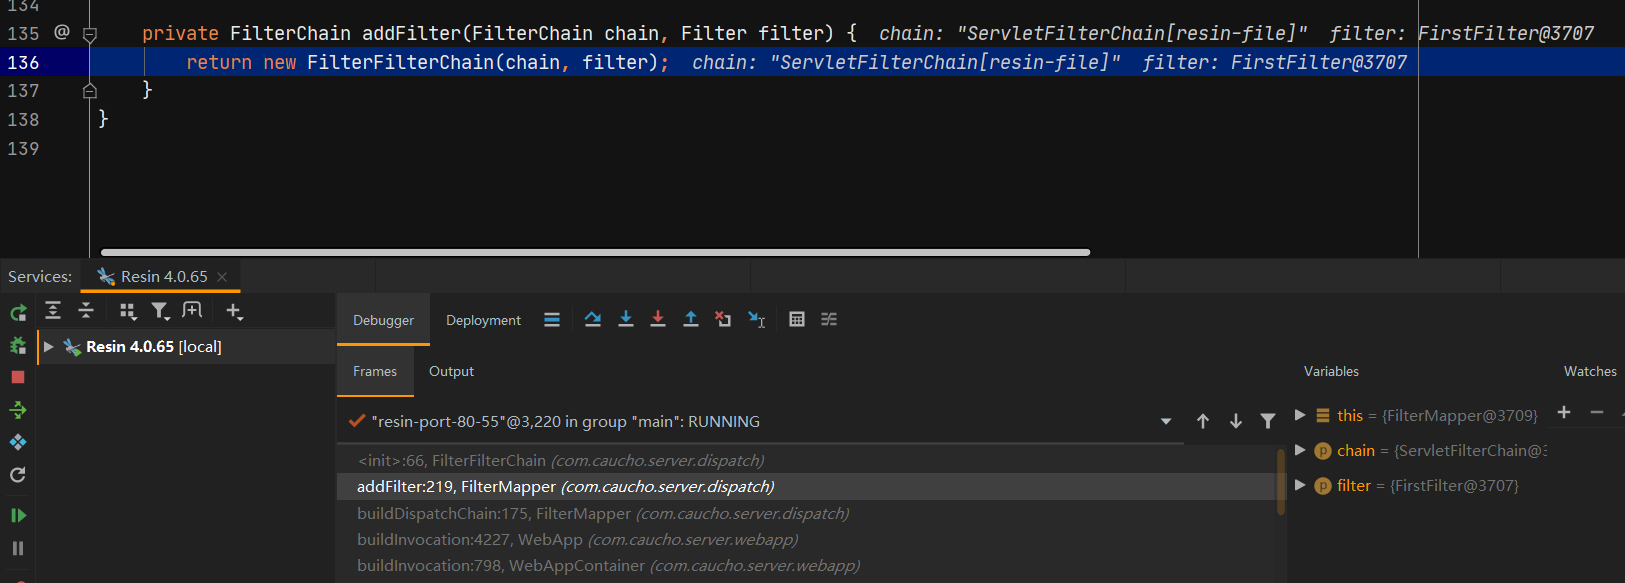 134
135 @ private FilterChain addFilter(FilterChain chain, Filter filter) { chain: "ServletFilterChain[resin-file]" filter: FirstFilter@3707
136 return new FilterFilterChain(chain, filter); chain: "ServletFilterChain[resin-file]" filter: FirstFilter@3707
137 }
138 }
139
Services: Resin 4.0.65
Debugger Deployment
Resin 4.0.65 [local]
Frames Output
Variables
Watches
"resin-port-80-55"@3,220 in group "main": RUNNING
<init>:66, FilterFilterChain (com.caucho.server.dispatch)
addFilter:219, FilterMapper (com.caucho.server.dispatch)
buildDispatchChain:175, FilterMapper (com.caucho.server.dispatch)
buildInvocation:4227, WebApp (com.caucho.server.webapp)
buildInvocation:798, WebAppContainer (com.caucho.server.webapp)
this = {FilterMapper@3709}
p chain = {ServletFilterChain@3
p filter = {FirstFilter@3707}